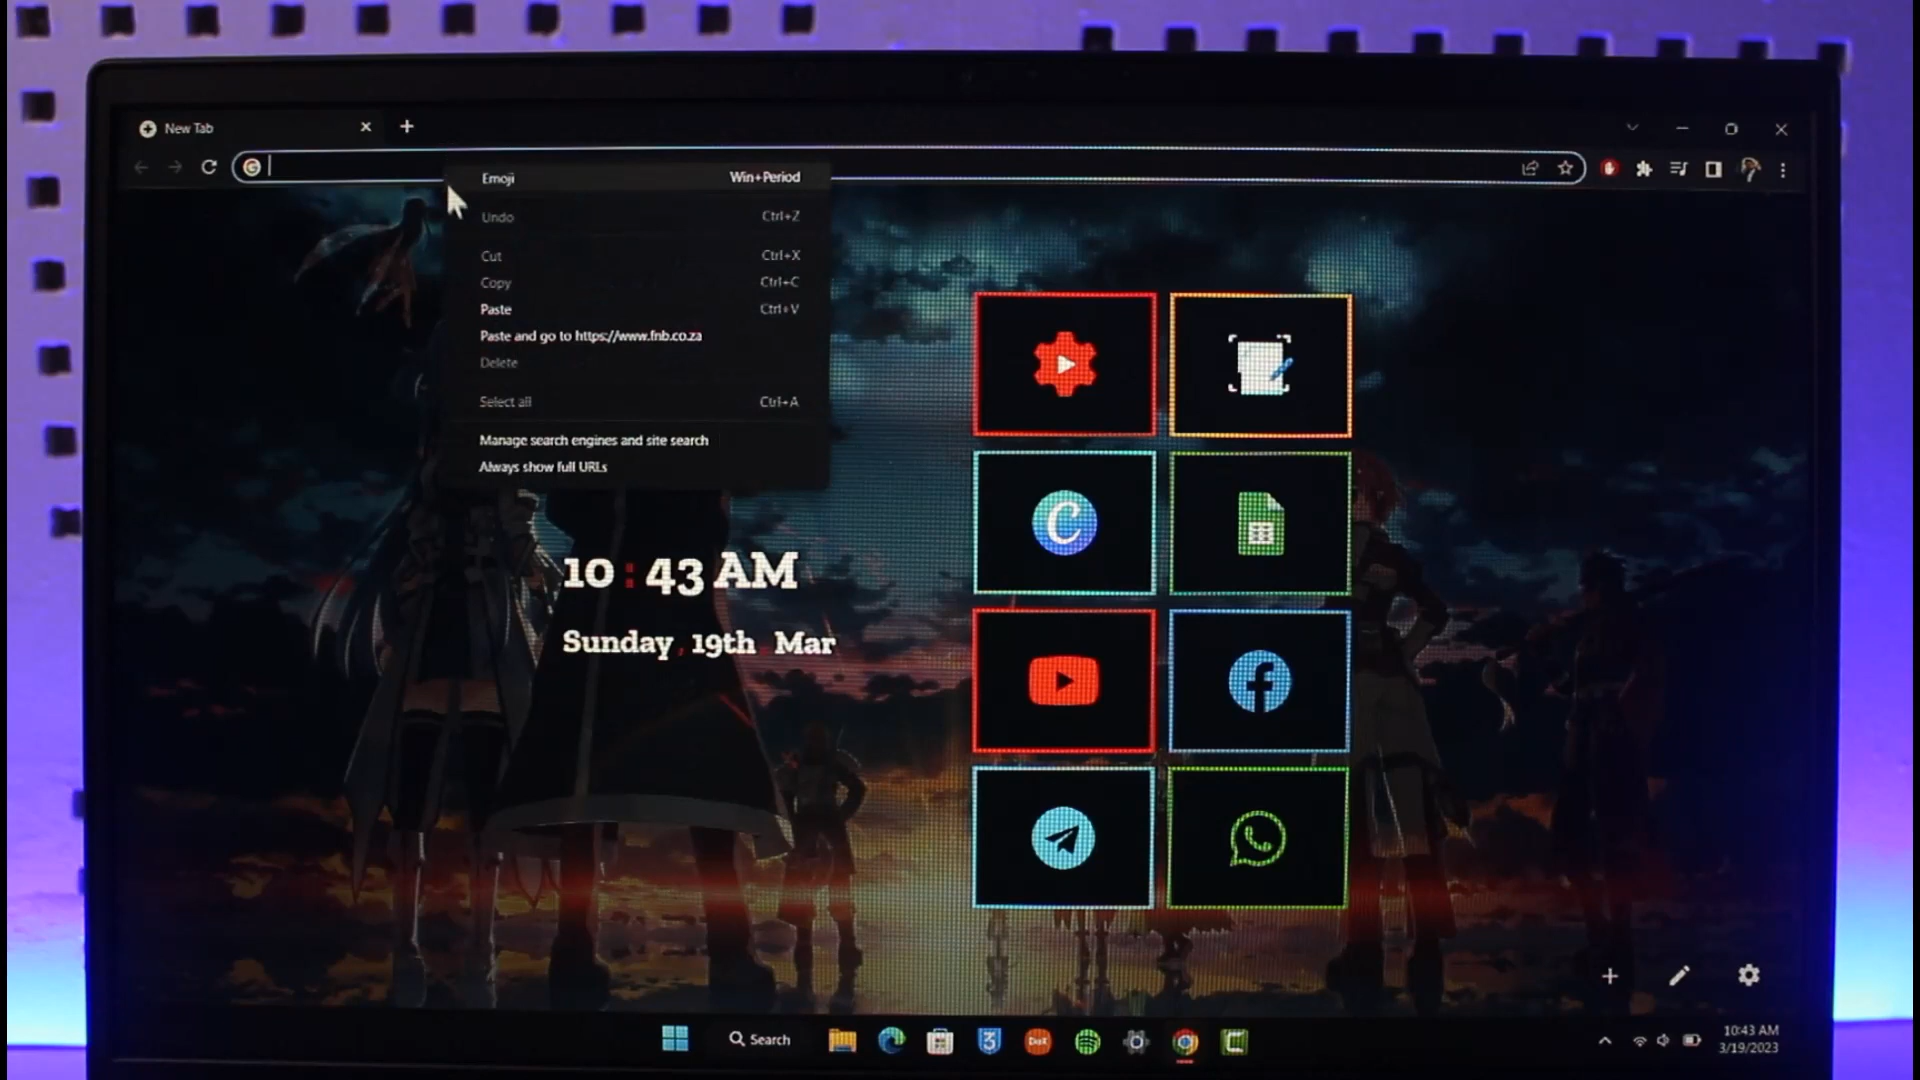 New Tab
Emoji Win+Period
Undo Ctrl+Z
Cut Ctrl+X
Copy Ctrl+C
Paste Ctrl+V
Paste and go to https://www.fnb.co.za
Delete
Select all Ctrl+A
Manage search engines and site search
Always show full URLs
10:43 AM
Sunday, 19th Mar
Search
10:43 AM
3/19/2023